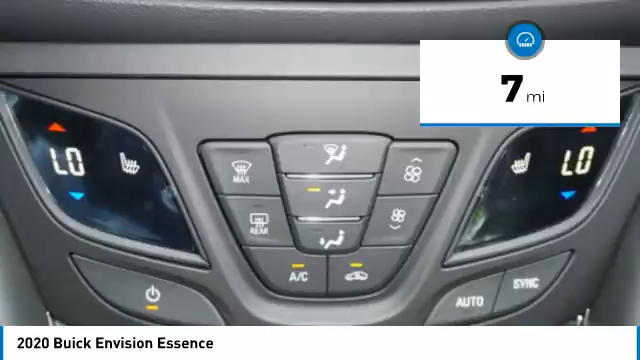 7 mi
LO
LO
MAX
REAR
A/C
AUTO
SYNC
2020 Buick Envision Essence